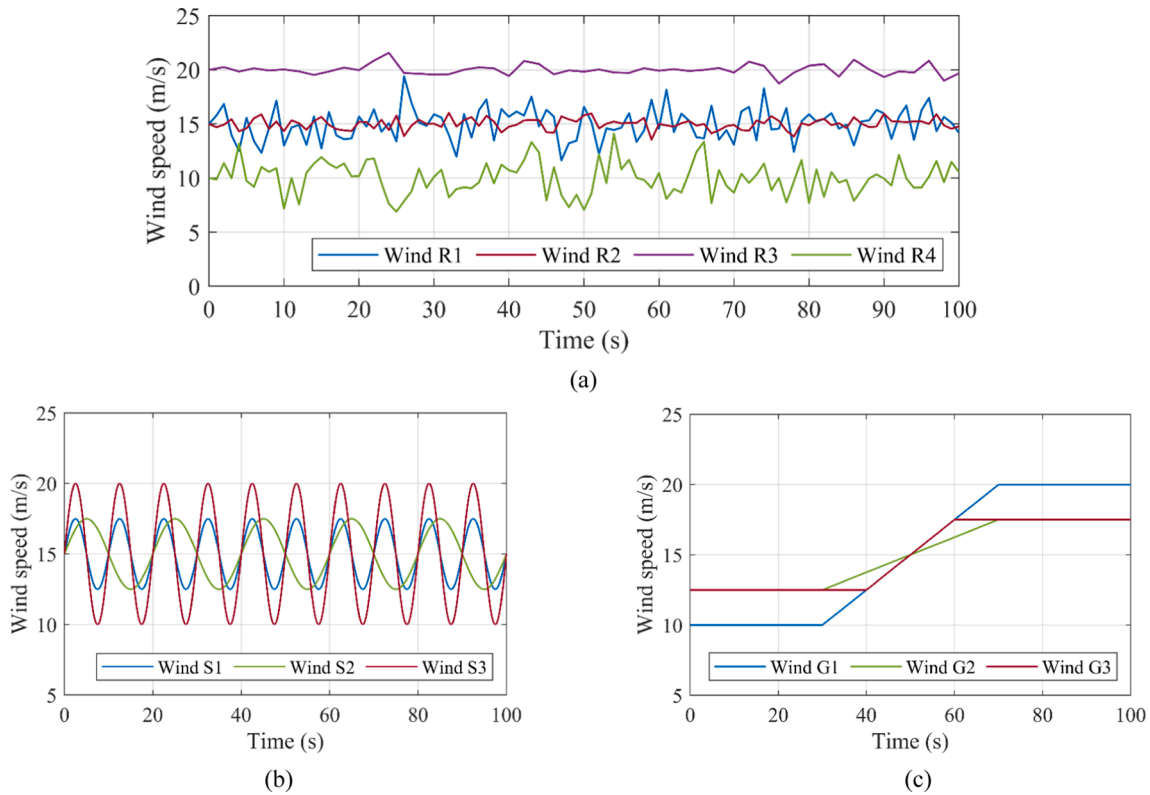 25
20
15
10
5
0
Wind speed (m/s)
Wind R1 Wind R2 Wind R3 Wind R4
0 10 20 30 40 50 60 70 80 90 100
Time (s)
(a)
25
20
15
10
5
Wind speed (m/s)
Wind S1 Wind S2 Wind S3
0 20 40 60 80 100
Time (s)
(b)
25
20
15
10
5
Wind speed (m/s)
Wind G1 Wind G2 Wind G3
0 20 40 60 80 100
Time (s)
(c)